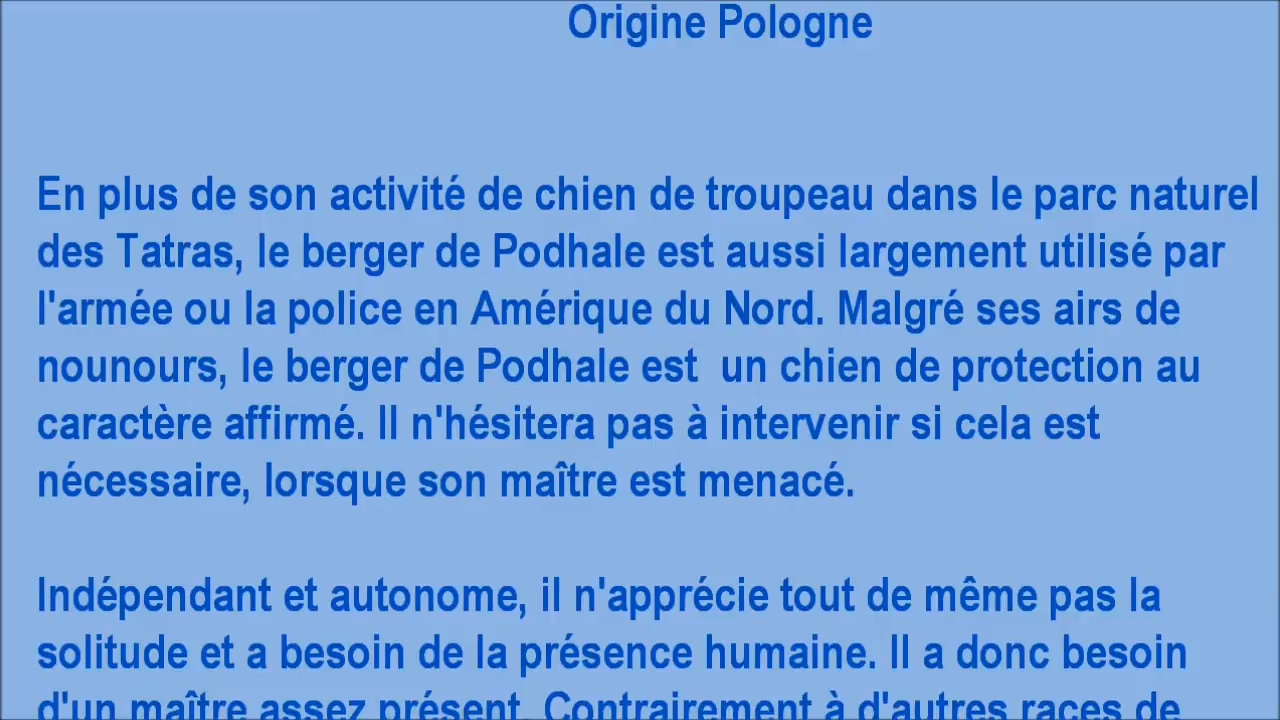 Origine Pologne
En plus de son activité de chien de troupeau dans le parc naturel
des Tatras, le berger de Podhale est aussi largement utilisé par
l'armée ou la police en Amérique du Nord. Malgré ses airs de
nounours, le berger de Podhale est  un chien de protection au
caractère affirmé. Il n'hésitera pas à intervenir si cela est
nécessaire, lorsque son maître est menacé.
Indépendant et autonome, il n'apprécie tout de même pas la
solitude et a besoin de la présence humaine. Il a donc besoin
d'un maître assez présent. Contrairement à d'autres races de